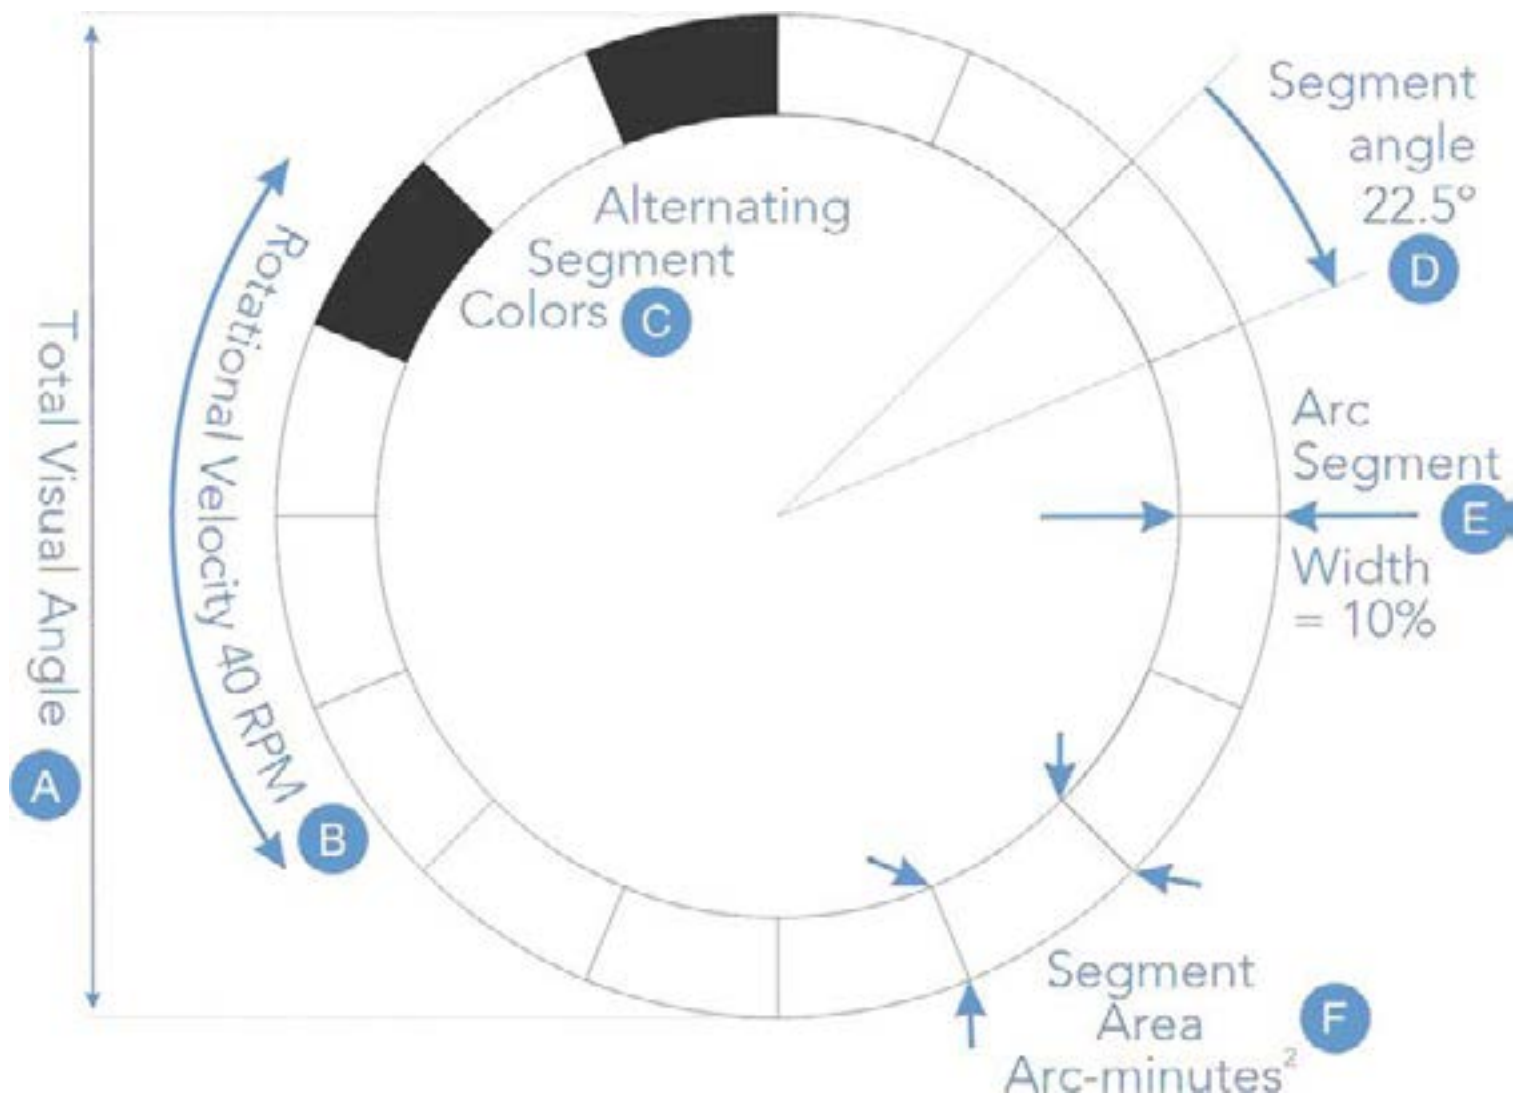 Total Visual Angle
A
Rotational Velocity 40 RPM
B
Alternating
Segment
Colors
C
Segment
angle
22.5°
D
Arc
Segment
E
Width
= 10%
Segment
Area
Arc-minutes²
F